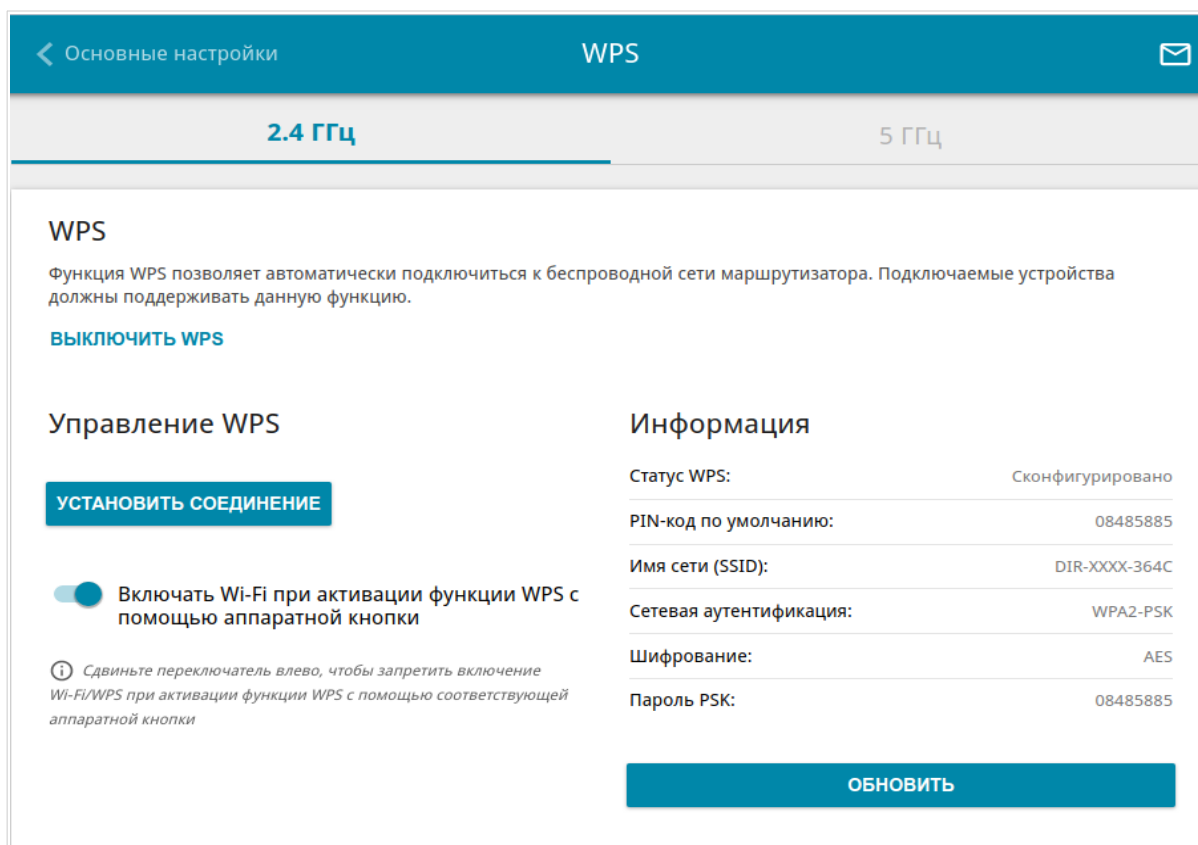 Основные настройки
WPS
2.4 ГГц
5 ГГц
WPS
Функция WPS позволяет автоматически подключиться к беспроводной сети маршрутизатора. Подключаемые устройства
должны поддерживать данную функцию.
ВЫКЛЮЧИТЬ WPS
Управление WPS
УСТАНОВИТЬ СОЕДИНЕНИЕ
Включать Wi-Fi при активации функции WPS с
помощью аппаратной кнопки
Сдвиньте переключатель влево, чтобы запретить включение
Wi-Fi/WPS при активации функции WPS с помощью соответствующей
аппаратной кнопки
Информация
Статус WPS: Сконфигурировано
PIN-код по умолчанию: 08485885
Имя сети (SSID): DIR-XXXX-364C
Сетевая аутентификация: WPA2-PSK
Шифрование: AES
Пароль PSK: 08485885
ОБНОВИТЬ